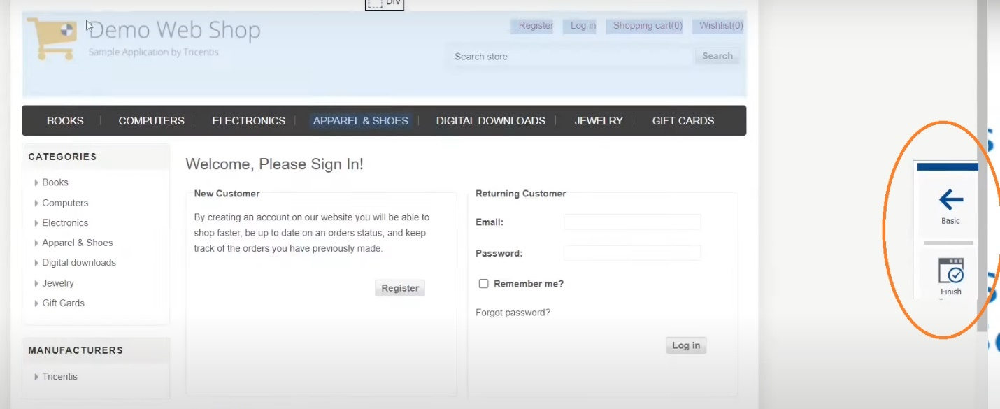 DIV
Demo Web Shop
Sample Application by Tricentis
Register Log in Shopping cart(0) Wishlist(0)
Search store Search
BOOKS COMPUTERS ELECTRONICS APPAREL & SHOES DIGITAL DOWNLOADS JEWELRY GIFT CARDS
CATEGORIES
Books
Computers
Electronics
Apparel & Shoes
Digital downloads
Jewelry
Gift Cards
MANUFACTURERS
Tricentis
Welcome, Please Sign In!
New Customer
By creating an account on our website you will be able to
shop faster, be up to date on an orders status, and keep
track of the orders you have previously made.
Register
Returning Customer
Email:
Password:
Remember me?
Forgot password?
Log in
Basic
Finish